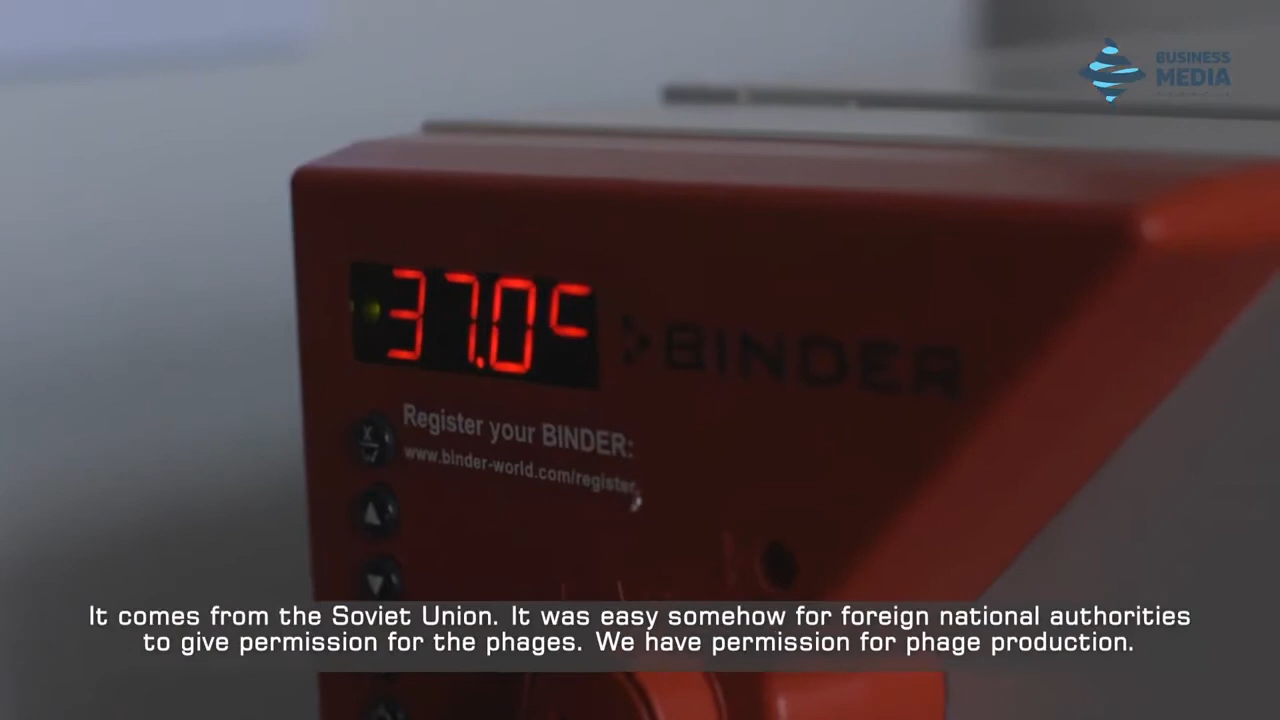 BUSINESS
MEDIA
37.0c
BINDER
Register your BINDER:
www.binder-world.com/register
X/W
It comes from the Soviet Union. It was easy somehow for foreign national authorities
to give permission for the phages. We have permission for phage production.